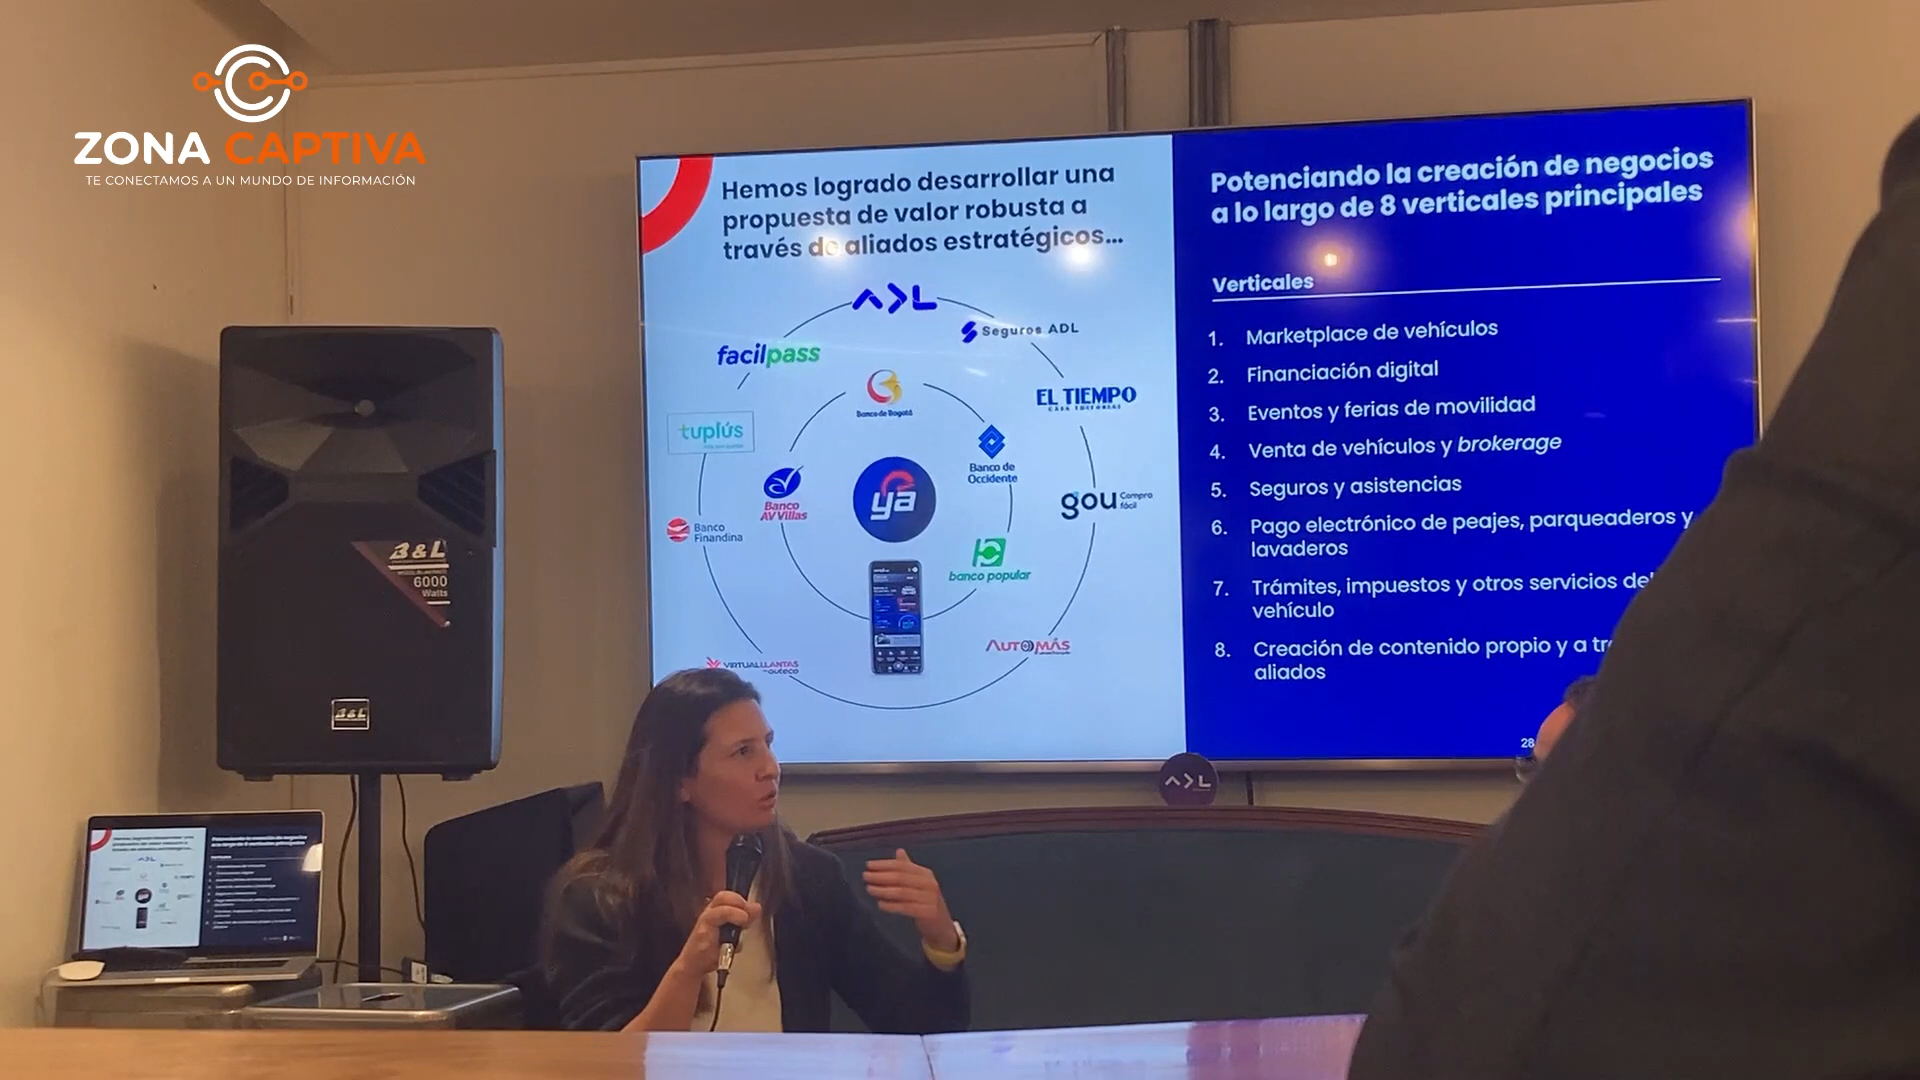 ZONA CAPTIVA
TE CONECTAMOS A UN MUNDO DE INFORMACIÓN
Hemos logrado desarrollar una
propuesta de valor robusta a
través de aliados estratégicos...
ADL
Seguros ADL
facilpass
EL TIEMPO
CASA EDITORIAL
Banco de Bogotá
tuplús
Banco de
Occidente
Banco
AV Villas
ya
gou Compra
fácil
Banco
Finandina
banco popular
AUTOMÁS
VIRTUALLLANTAS
Potenciando la creación de negocios
a lo largo de 8 verticales principales
Verticales
1. Marketplace de vehículos
2. Financiación digital
3. Eventos y ferias de movilidad
4. Venta de vehículos y brokerage
5. Seguros y asistencias
6. Pago electrónico de peajes, parqueaderos y
lavaderos
7. Trámites, impuestos y otros servicios del
vehículo
8. Creación de contenido propio y a tr
aliados
28
ADL
B&L
6000
Watts
B&L